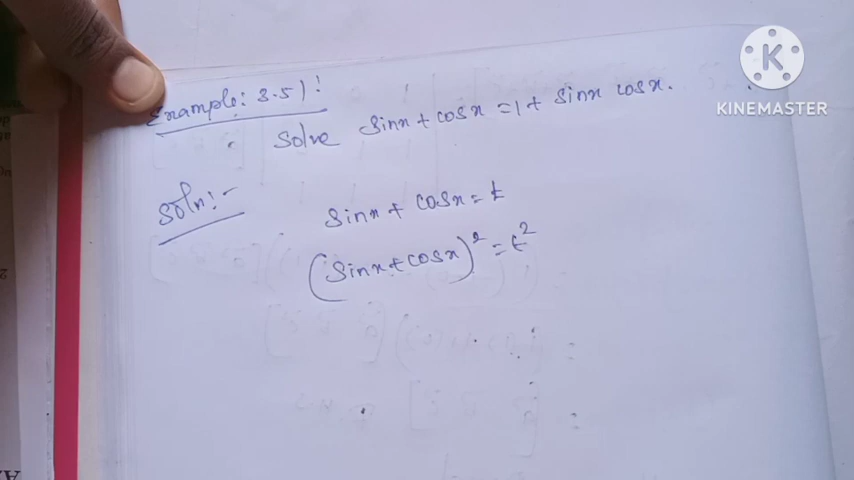 KINEMASTER
Example: 3.51!
Solve sinx + cosx = 1 + sinx cosx.
Soln:-
sinx + cosx = t
(sinx + cosx)² = t²